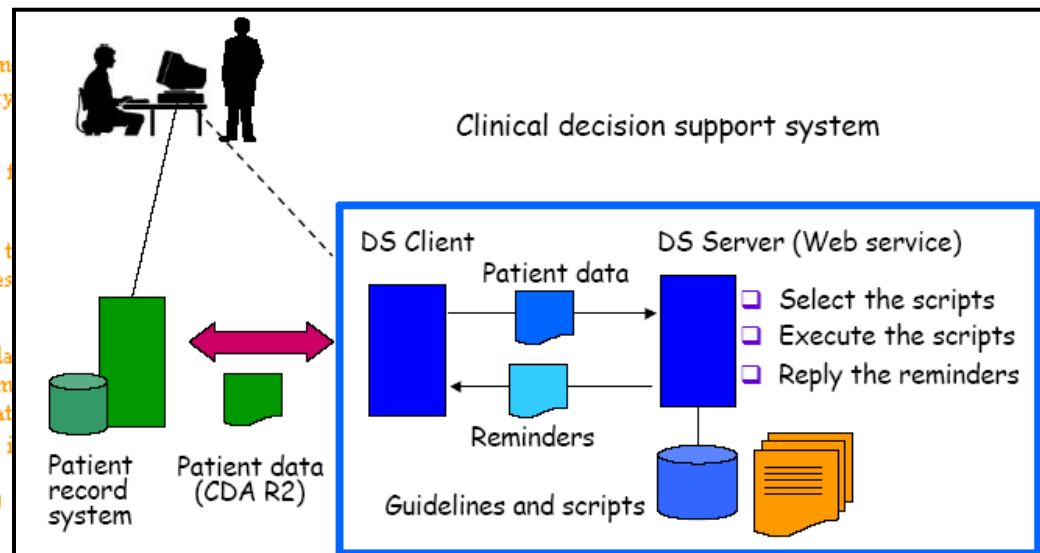 Clinical decision support system
DS Client
DS Server (Web service)
Patient data
Select the scripts
Execute the scripts
Reply the reminders
Reminders
Guidelines and scripts
Patient
record
system
Patient data
(CDA R2)